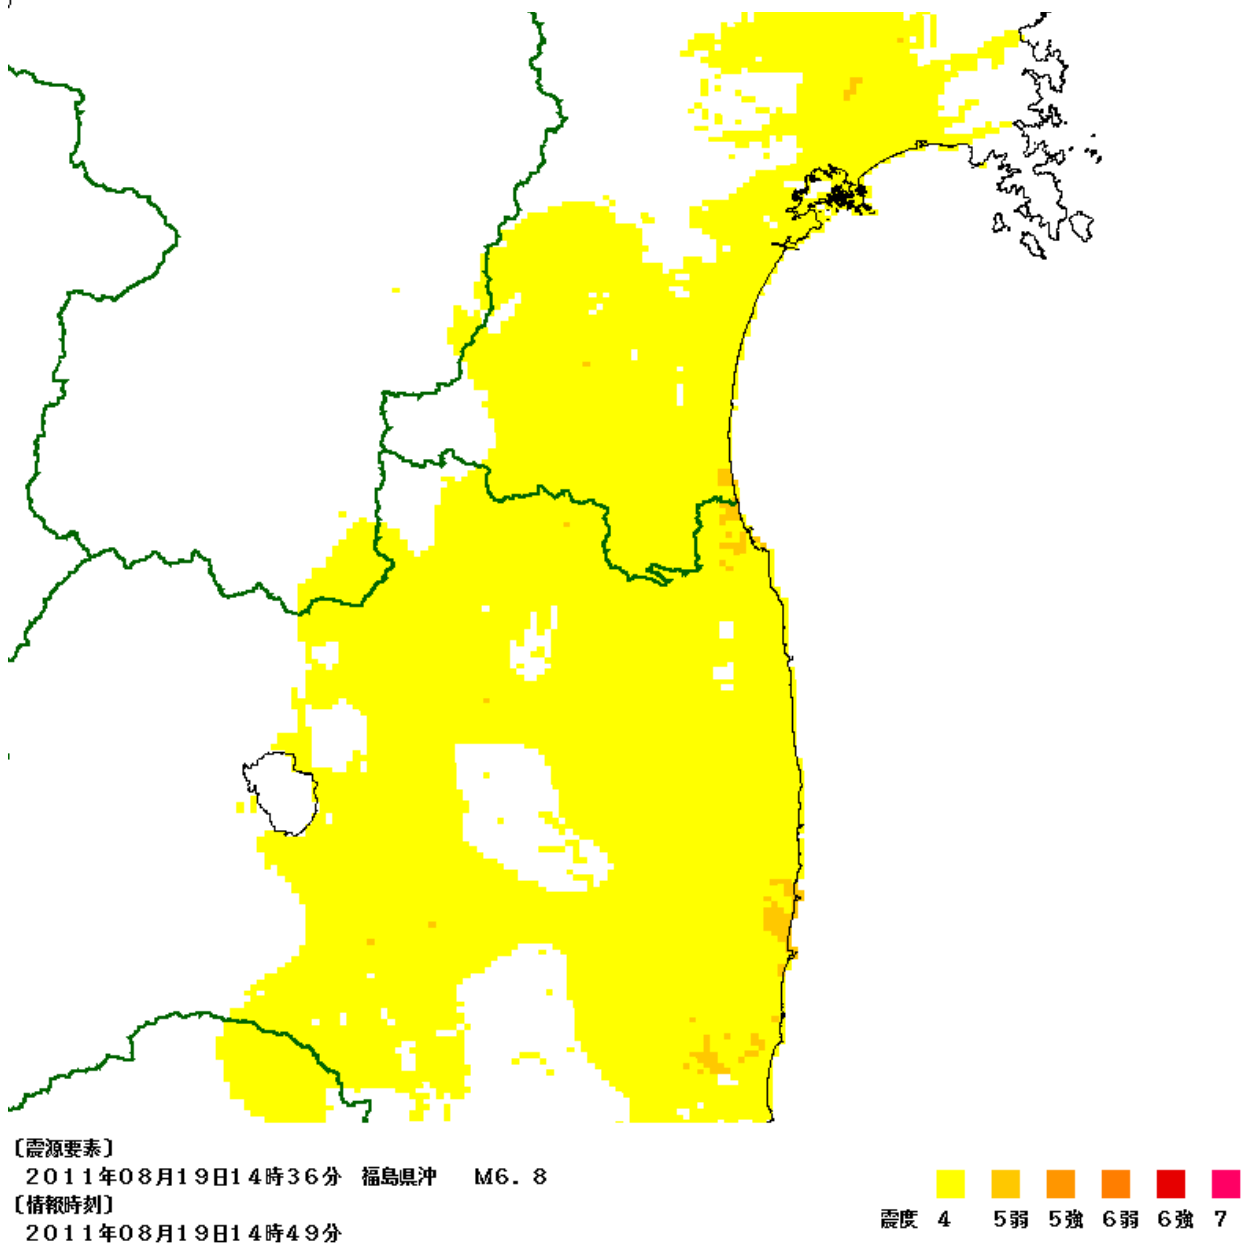 〔震源要素〕
2011年08月19日14時36分 福島県沖 M6.8
〔情報時刻〕
2011年08月19日14時49分
震度 4 5弱 5強 6弱 6強 7